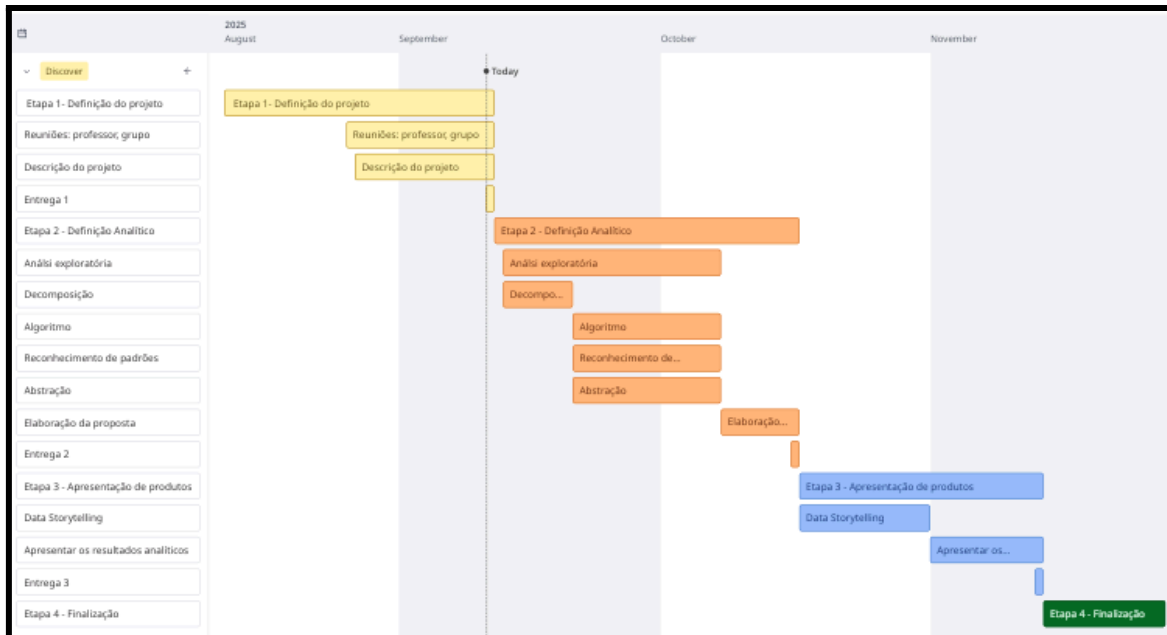 2025
August
September
October
November
Discover
+
Today
Etapa 1- Definição do projeto
Etapa 1- Definição do projeto
Reuniões: professor, grupo
Reuniões: professor, grupo
Descrição do projeto
Descrição do projeto
Entrega 1
Etapa 2 - Definição Analítico
Etapa 2 - Definição Analítico
Análsi exploratória
Análsi exploratória
Decomposição
Decompo...
Algoritmo
Algoritmo
Reconhecimento de padrões
Reconhecimento de...
Abstração
Abstração
Elaboração da proposta
Elaboração...
Entrega 2
Etapa 3 - Apresentação de produtos
Etapa 3 - Apresentação de produtos
Data Storytelling
Data Storytelling
Apresentar os resultados analíticos
Apresentar os...
Entrega 3
Etapa 4 - Finalização
Etapa 4 - Finalização